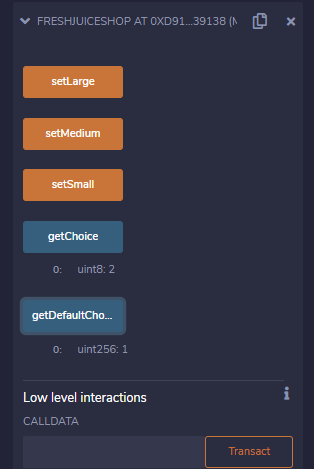 FRESHJUICESHOP AT 0XD91...39138 (M
setLarge
setMedium
setSmall
getChoice
0: uint8: 2
getDefaultCho...
0: uint256: 1
Low level interactions
CALLDATA
Transact